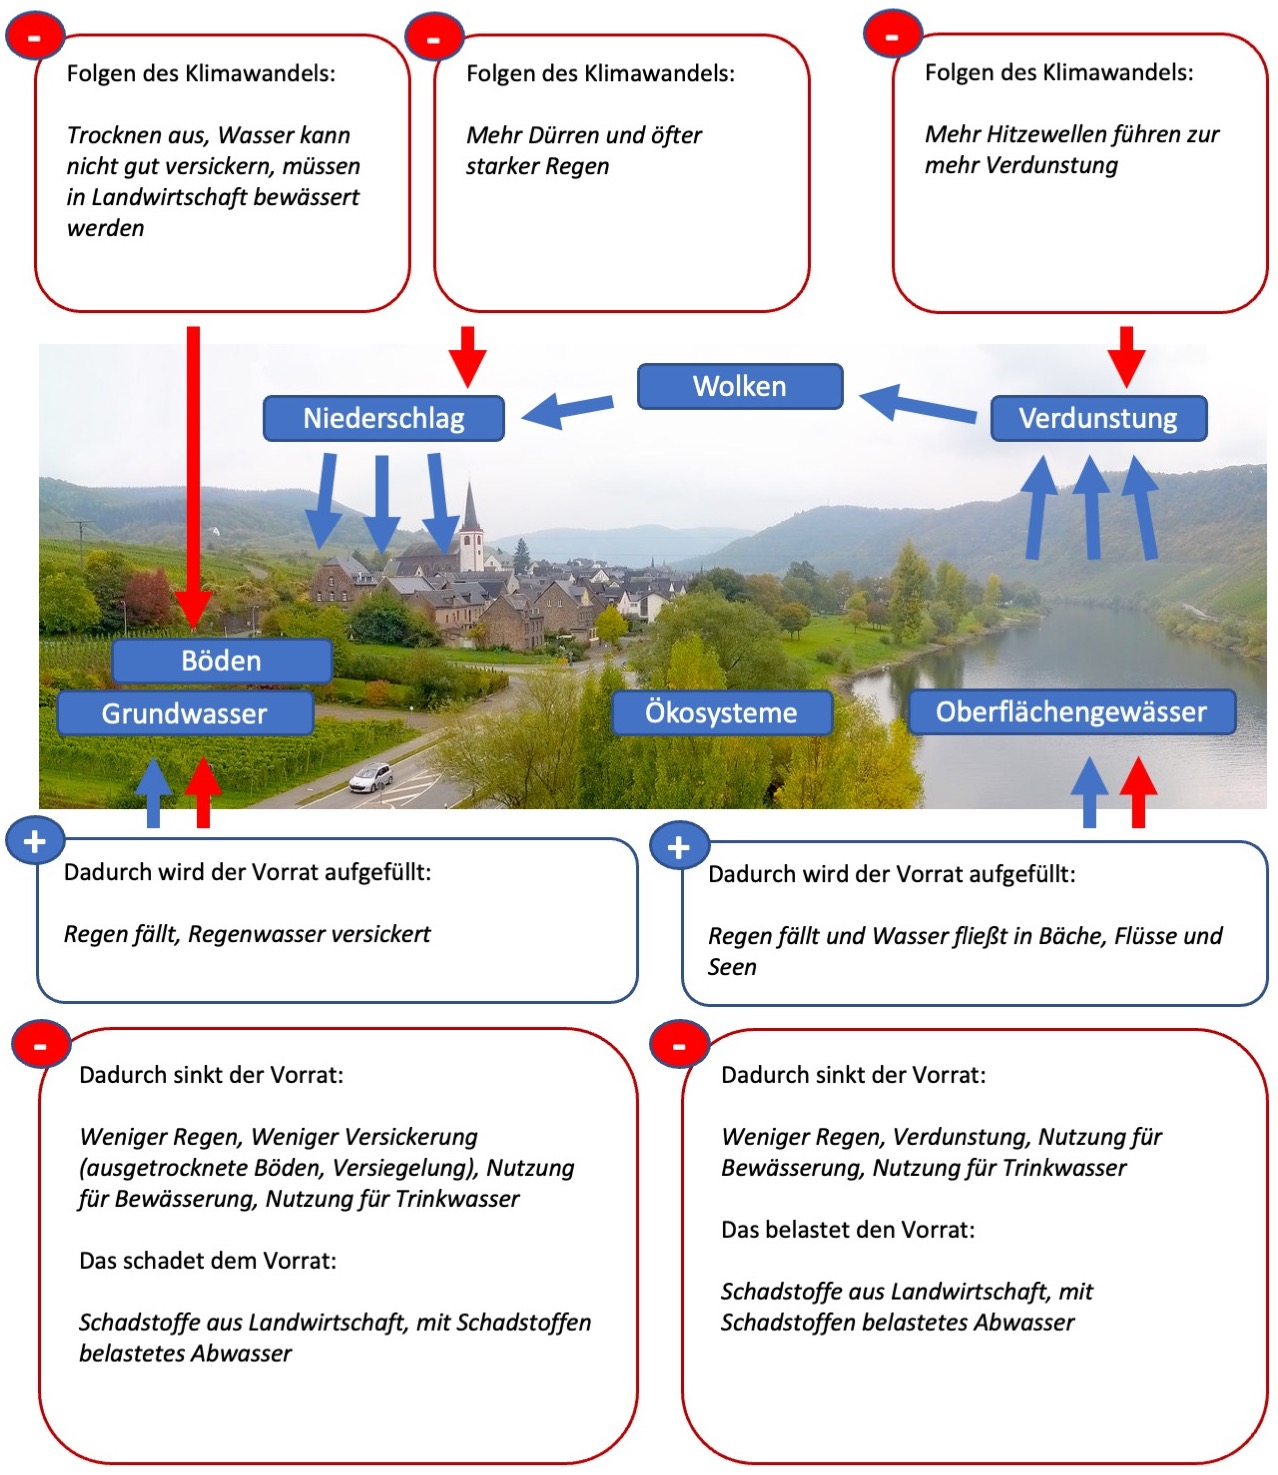 -
Folgen des Klimawandels:
Trocknen aus, Wasser kann
nicht gut versickern, müssen
in Landwirtschaft bewässert
werden
-
Folgen des Klimawandels:
Mehr Dürren und öfter
starker Regen
-
Folgen des Klimawandels:
Mehr Hitzewellen führen zur
mehr Verdunstung
Wolken
Niederschlag
Verdunstung
Böden
Grundwasser
Ökosysteme
Oberflächengewässer
+
Dadurch wird der Vorrat aufgefüllt:
Regen fällt, Regenwasser versickert
+
Dadurch wird der Vorrat aufgefüllt:
Regen fällt und Wasser fließt in Bäche, Flüsse und
Seen
-
Dadurch sinkt der Vorrat:
Weniger Regen, Weniger Versickerung
(ausgetrocknete Böden, Versiegelung), Nutzung
für Bewässerung, Nutzung für Trinkwasser
Das schadet dem Vorrat:
Schadstoffe aus Landwirtschaft, mit Schadstoffen
belastetes Abwasser
-
Dadurch sinkt der Vorrat:
Weniger Regen, Verdunstung, Nutzung für
Bewässerung, Nutzung für Trinkwasser
Das belastet den Vorrat:
Schadstoffe aus Landwirtschaft, mit
Schadstoffen belastetes Abwasser